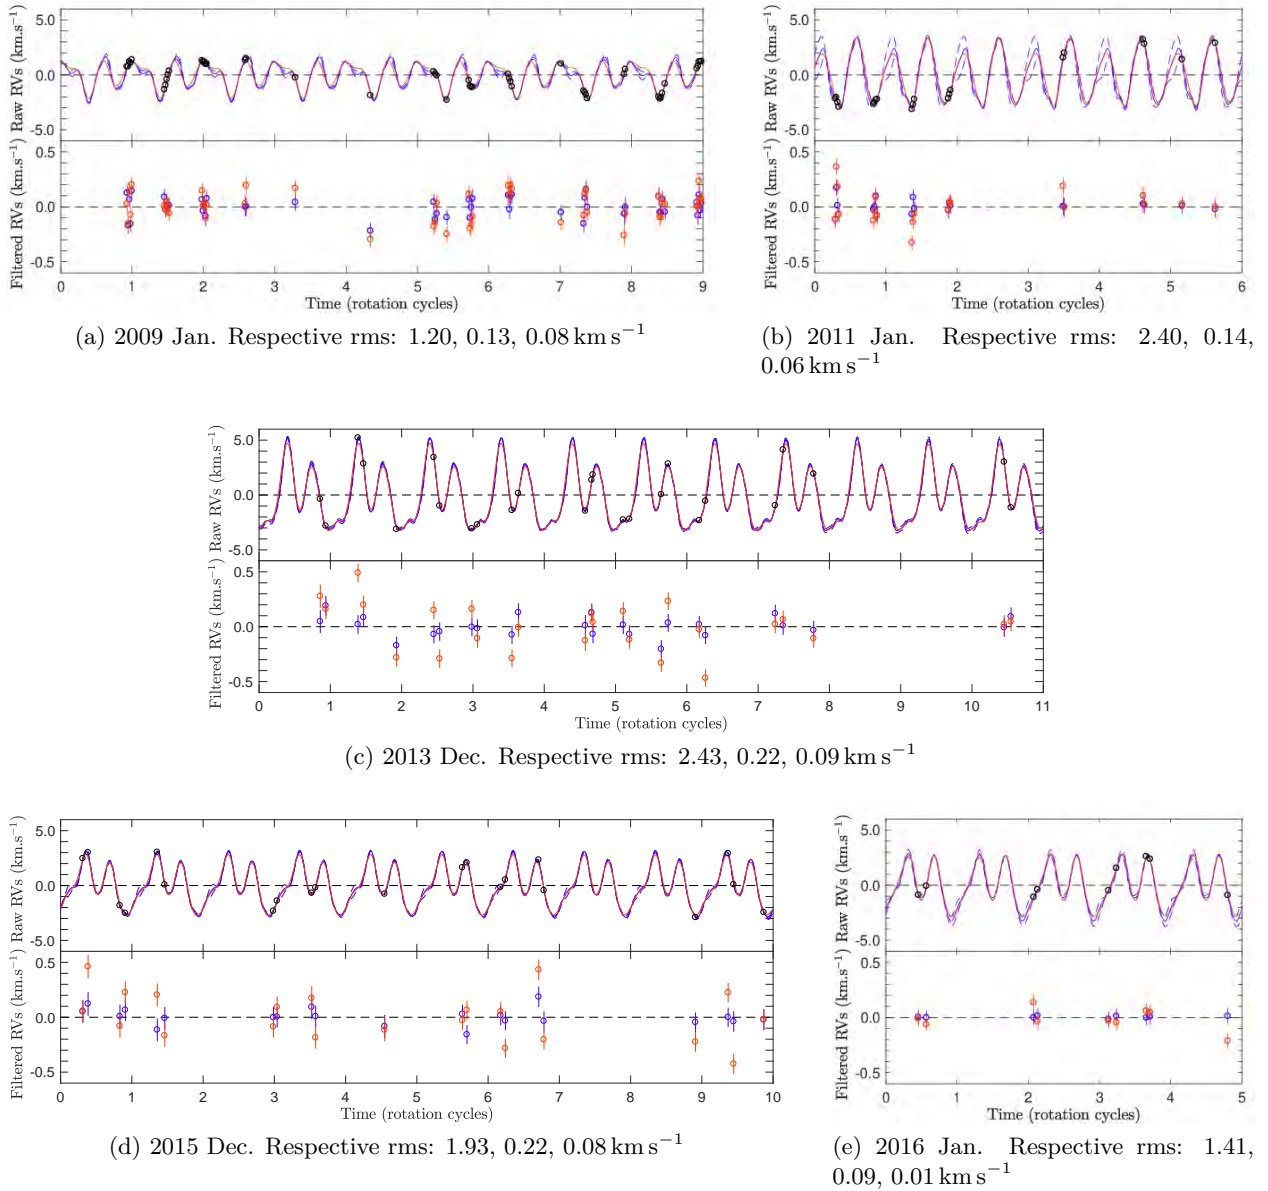 5.0
0.0
-5.0
Raw RVs (km.s⁻¹)
0.5
0.0
-0.5
Filtered RVs (km.s⁻¹)
0 1 2 3 4 5 6 7 8 9
Time (rotation cycles)
(a) 2009 Jan. Respective rms: 1.20, 0.13, 0.08 km s⁻¹
5.0
0.0
-5.0
Raw RVs (km.s⁻¹)
0.5
0.0
-0.5
Filtered RVs (km.s⁻¹)
0 1 2 3 4 5 6
Time (rotation cycles)
(b) 2011 Jan. Respective rms: 2.40, 0.14,
0.06 km s⁻¹
5.0
0.0
-5.0
Raw RVs (km.s⁻¹)
0.5
0.0
-0.5
Filtered RVs (km.s⁻¹)
0 1 2 3 4 5 6 7 8 9 10 11
Time (rotation cycles)
(c) 2013 Dec. Respective rms: 2.43, 0.22, 0.09 km s⁻¹
5.0
0.0
-5.0
Raw RVs (km.s⁻¹)
0.5
0.0
-0.5
Filtered RVs (km.s⁻¹)
0 1 2 3 4 5 6 7 8 9 10
Time (rotation cycles)
(d) 2015 Dec. Respective rms: 1.93, 0.22, 0.08 km s⁻¹
5.0
0.0
-5.0
Raw RVs (km.s⁻¹)
0.5
0.0
-0.5
Filtered RVs (km.s⁻¹)
0 1 2 3 4 5
Time (rotation cycles)
(e) 2016 Jan. Respective rms: 1.41,
0.09, 0.01 km s⁻¹